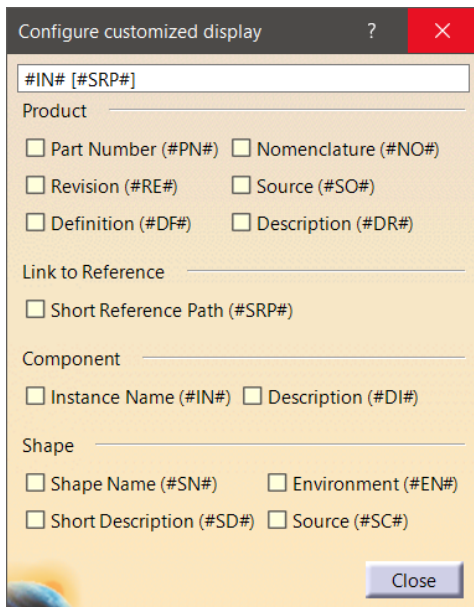 Configure customized display ?
#IN# [#SRP#]
Product
Part Number (#PN#) Nomenclature (#NO#)
Revision (#RE#) Source (#SO#)
Definition (#DF#) Description (#DR#)
Link to Reference
Short Reference Path (#SRP#)
Component
Instance Name (#IN#) Description (#DI#)
Shape
Shape Name (#SN#) Environment (#EN#)
Short Description (#SD#) Source (#SC#)
Close